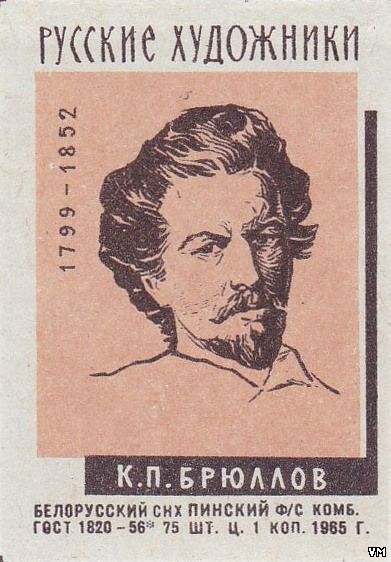 РУССКИЕ ХУДОЖНИКИ
1799-1852
К.П.БРЮЛЛОВ
БЕЛОРУССКИЙ СНХ ПИНСКИЙ Ф/С КОМБ.
ГОСТ 1820-56* 75 ШТ. Ц. 1 КОП. 1965 Г.
VM